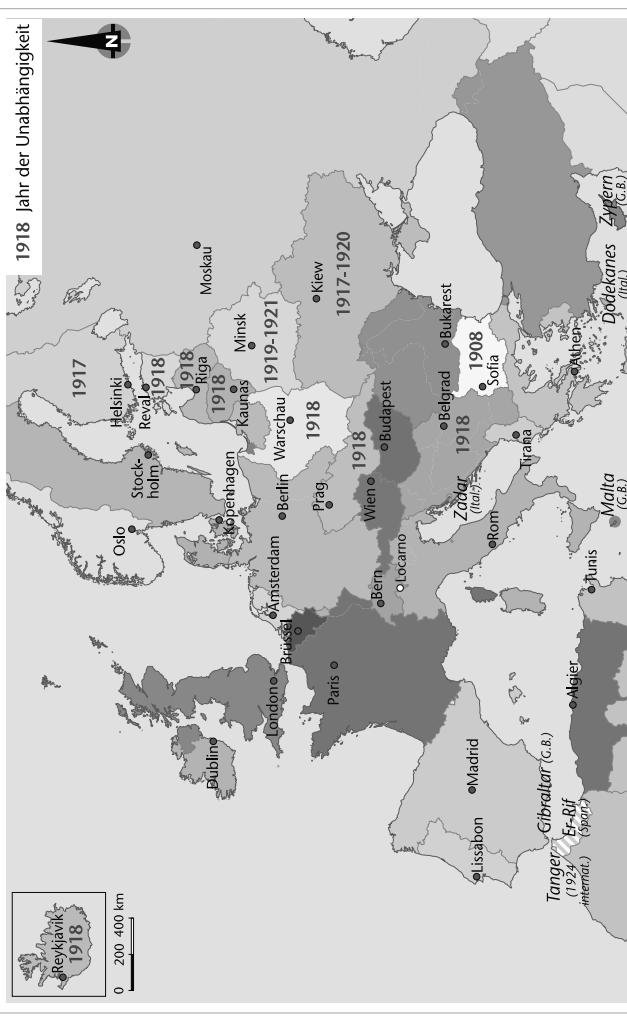 1918 Jahr der Unabhängigkeit
N
Reykjavik
1918
0 200 400 km
Oslo
Stock-
holm
Helsinki
1917
Reval
1918
1918
Riga
1918
Kaunas
Moskau
Minsk
1919-1921
Kiew
1917-1920
Kopenhagen
Dublin
London
Amsterdam
Brüssel
Berlin
Warschau
1918
Prag
1918
Paris
Bern
Locarno
Wien
Budapest
Belgrad
1918
Bukarest
1908
Sofia
Zadar
(Ital.)
Tirana
Rom
Athen
Dodekanes
(Ital.)
Zypern
(G.B.)
Malta
(G.B.)
Tunis
Algier
Madrid
Lissabon
Gibraltar (G.B.)
Er-Rif
(Span.)
Tanger
(1924
internat.)